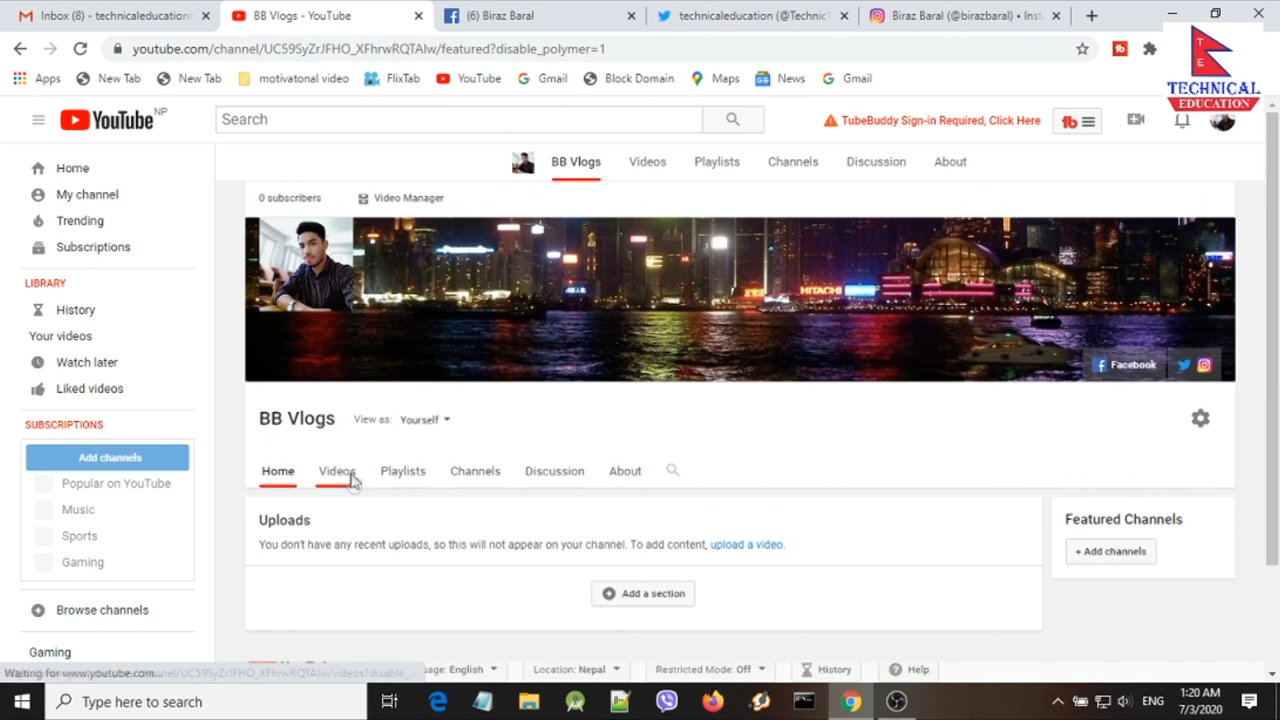 Inbox (8) - technicaleducationn
BB Vlogs - YouTube
(6) Biraz Baral
technicaleducation (@Technic
Biraz Baral (@birazbaral) • Inst
youtube.com/channel/UC59SyZrJFHO_XFhrwRQTAlw/featured?disable_polymer=1
Apps
New Tab
New Tab
motivatonal video
FlixTab
YouTube
Gmail
Block Domain
Maps
News
Gmail
T
E
TECHNICAL
EDUCATION
YouTube NP
Search
TubeBuddy Sign-in Required, Click Here
tb
BB Vlogs
Videos
Playlists
Channels
Discussion
About
Home
My channel
Trending
Subscriptions
LIBRARY
History
Your videos
Watch later
Liked videos
SUBSCRIPTIONS
Add channels
Popular on YouTube
Music
Sports
Gaming
Browse channels
Gaming
0 subscribers
Video Manager
HITACHI
Facebook
BB Vlogs
View as: Yourself
Home
Videos
Playlists
Channels
Discussion
About
Uploads
You don't have any recent uploads, so this will not appear on your channel. To add content, upload a video.
Add a section
Featured Channels
+ Add channels
Waiting for www.youtube.com...
uage: English
Location: Nepal
Restricted Mode: Off
History
Help
Type here to search
ENG
1:20 AM
7/3/2020